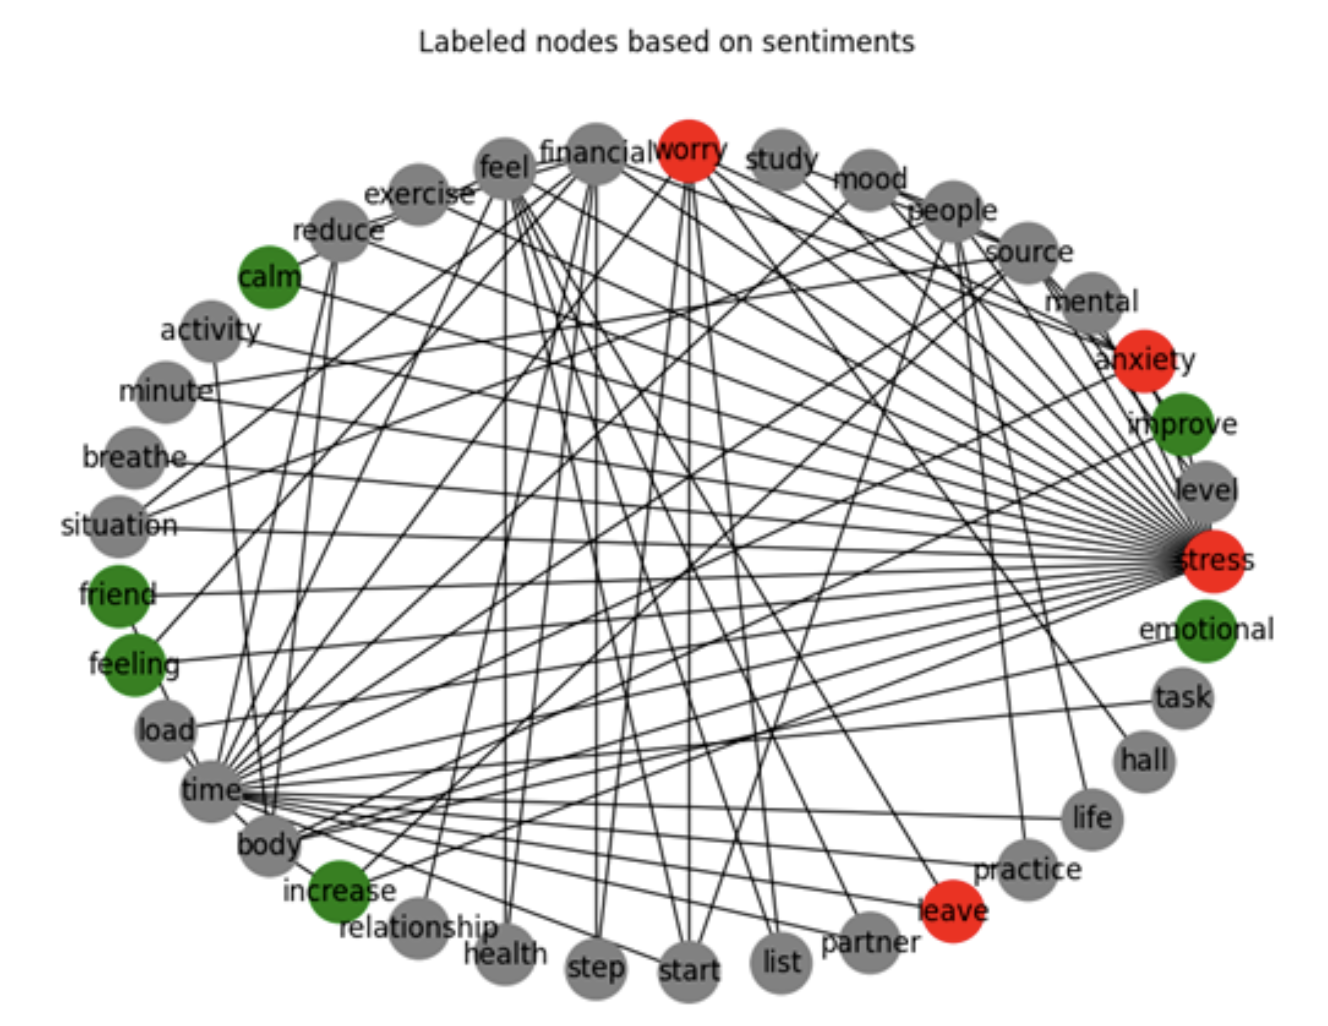 Labeled nodes based on sentiments
financial
worry
study
feel
mood
exercise
people
reduce
source
calm
mental
activity
anxiety
minute
improve
breathe
level
situation
stress
friend
emotional
feeling
task
load
hall
time
life
body
practice
increase
leave
relationship
partner
health
list
step
start